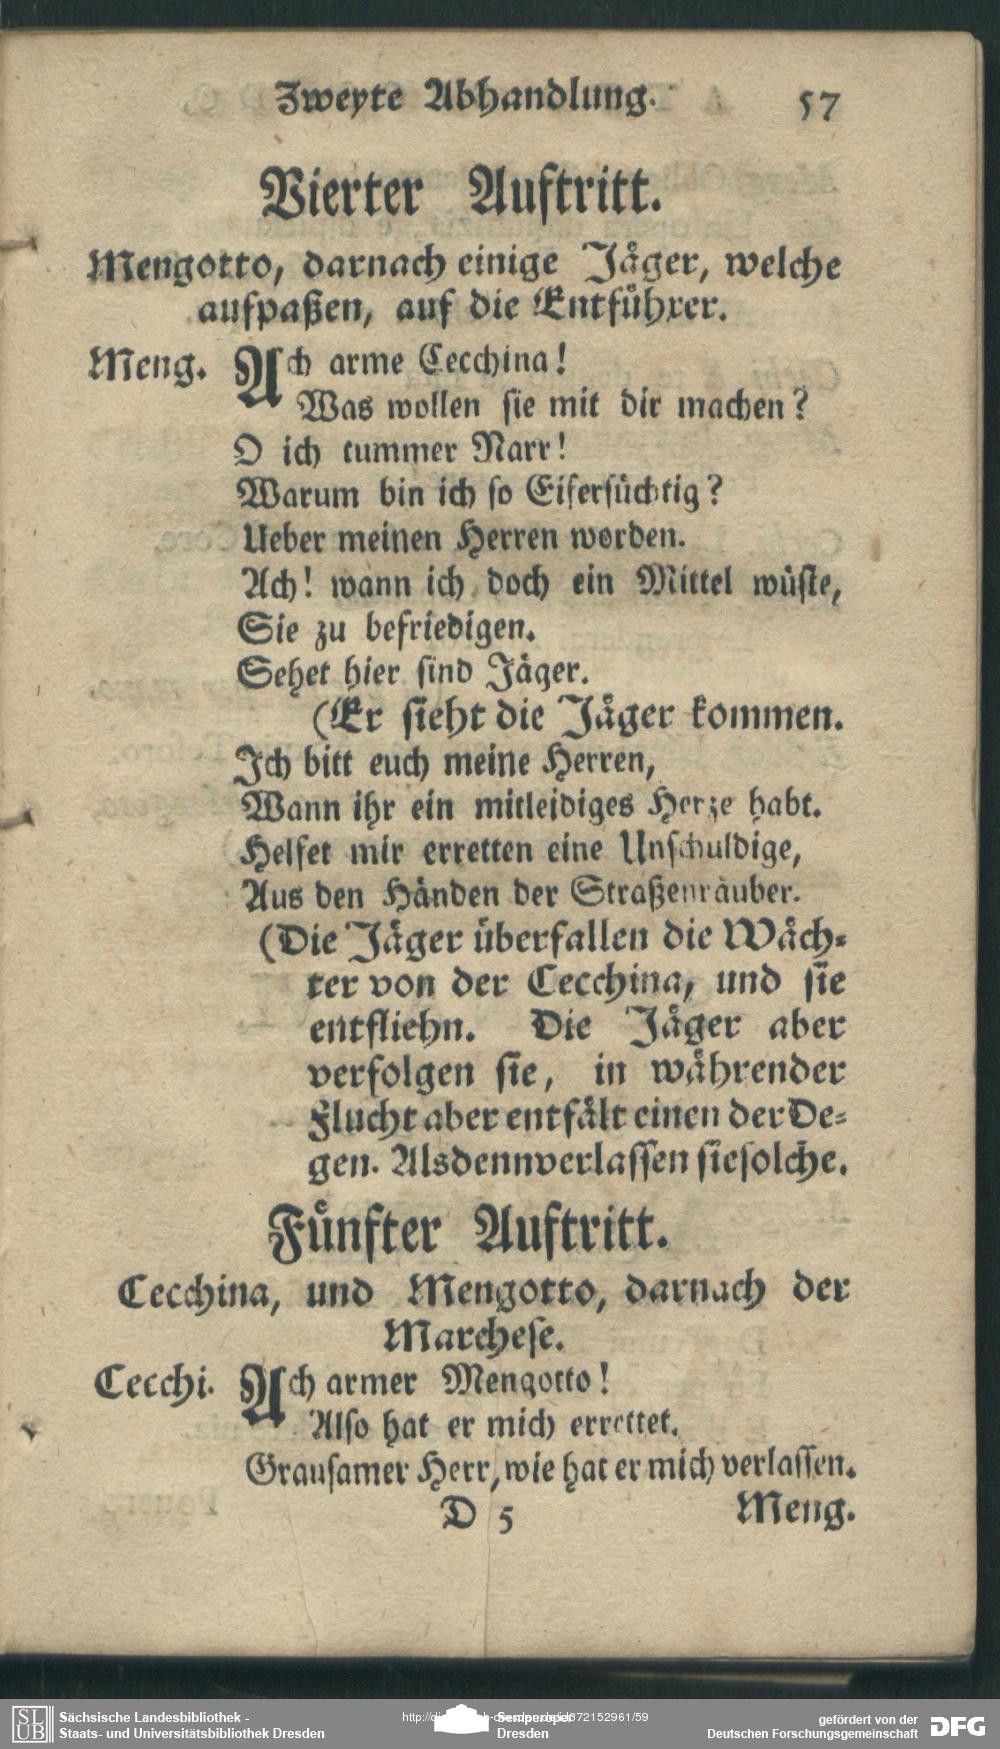 Zweyte Abhandlung. 57
Vierter Auftritt.
Mengotto, darnach einige Jäger, welche
aufpaßen, auf die Entführer.
Meng. Ach arme Cecchina!
Was wollen sie mit dir machen?
O ich tummer Narr!
Warum bin ich so Eifersüchtig?
Ueber meinen Herren worden.
Ach! wann ich doch ein Mittel wüste,
Sie zu befriedigen.
Sehet hier sind Jäger.
(Er sieht die Jäger kommen.
Ich bitt euch meine Herren,
Wann ihr ein mitleidiges Herze habt.
Helfet mir erretten eine Unschuldige,
Aus den Händen der Straßenräuber.
(Die Jäger überfallen die Wäch-
ter von der Cecchina, und sie
entfliehn. Die Jäger aber
verfolgen sie, in währender
Flucht aber entfält einen der De-
gen. Alsdenn verlassen sie solche.
Fünfter Auftritt.
Cecchina, und Mengotto, darnach der
Marchese.
Cecchi. Ach armer Mengotto!
Also hat er mich errettet.
Grausamer Herr, wie hat er mich verlassen.
D 5 Meng.
SLUB
Sächsische Landesbibliothek -
Staats- und Universitätsbibliothek Dresden
Semperoper
Dresden
gefördert von der
Deutschen Forschungsgemeinschaft
DFG